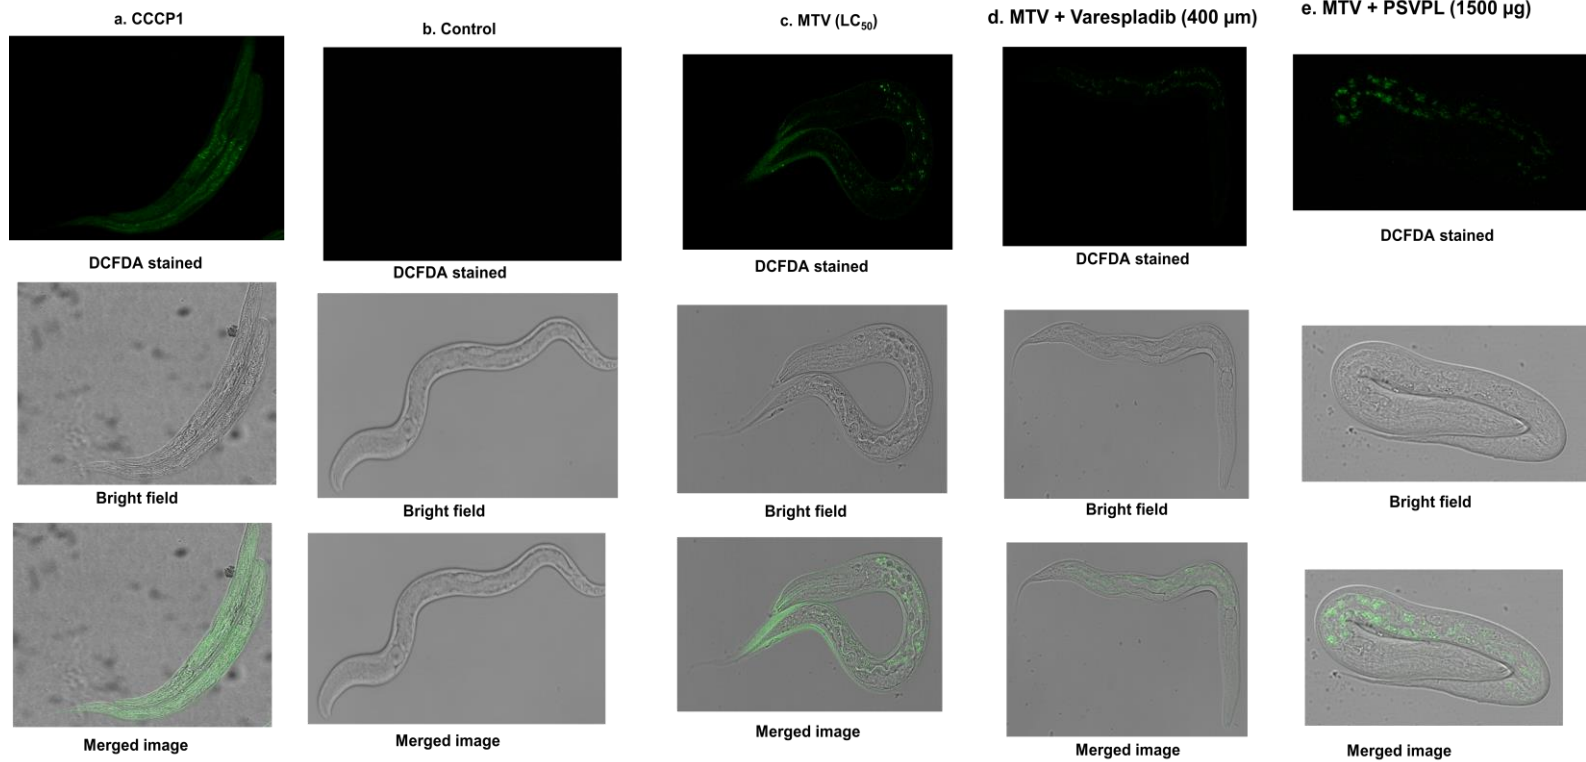 a. CCCP1
b. Control
c. MTV (LC50)
d. MTV + Varespladib (400 μm)
e. MTV + PSVPL (1500 μg)
DCFDA stained
DCFDA stained
DCFDA stained
DCFDA stained
DCFDA stained
Bright field
Bright field
Bright field
Bright field
Bright field
Merged image
Merged image
Merged image
Merged image
Merged image